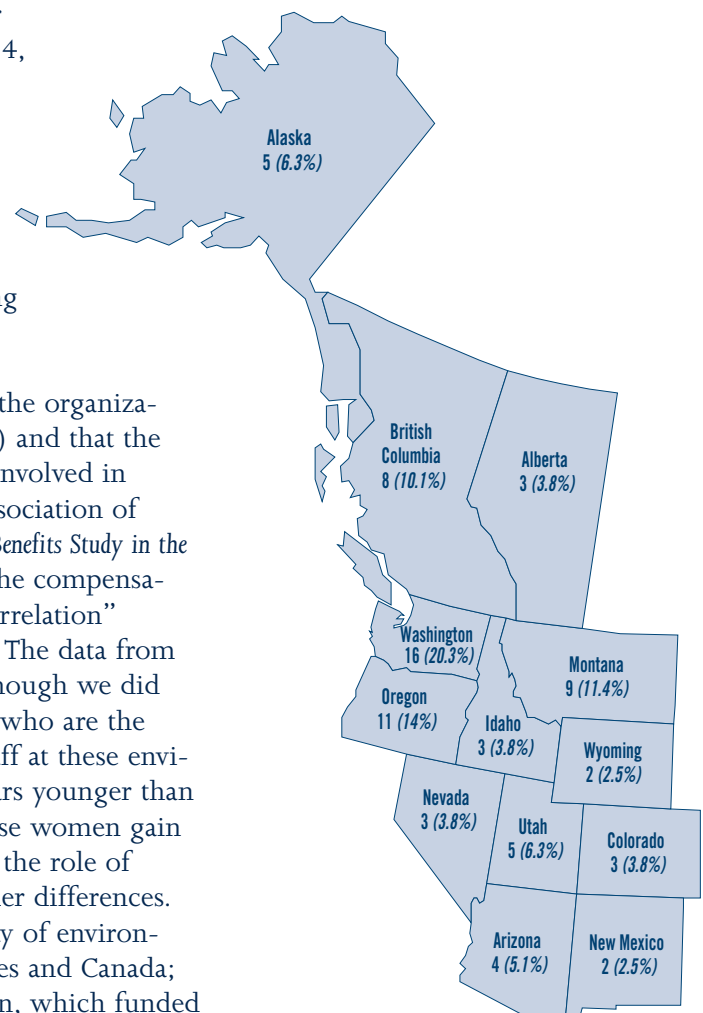 4,
g
the organiza-
) and that the
nvolved in
sociation of
Benefits Study in the
he compensa-
rrelation”
The data from
hough we did
who are the
ff at these envi-
ars younger than
se women gain
the role of
er differences.
y of environ-
es and Canada;
n, which funded
Alaska
5 (6.3%)
British
Columbia
8 (10.1%)
Alberta
3 (3.8%)
Washington
16 (20.3%)
Montana
9 (11.4%)
Oregon
11 (14%)
Idaho
3 (3.8%)
Wyoming
2 (2.5%)
Nevada
3 (3.8%)
Utah
5 (6.3%)
Colorado
3 (3.8%)
Arizona
4 (5.1%)
New Mexico
2 (2.5%)